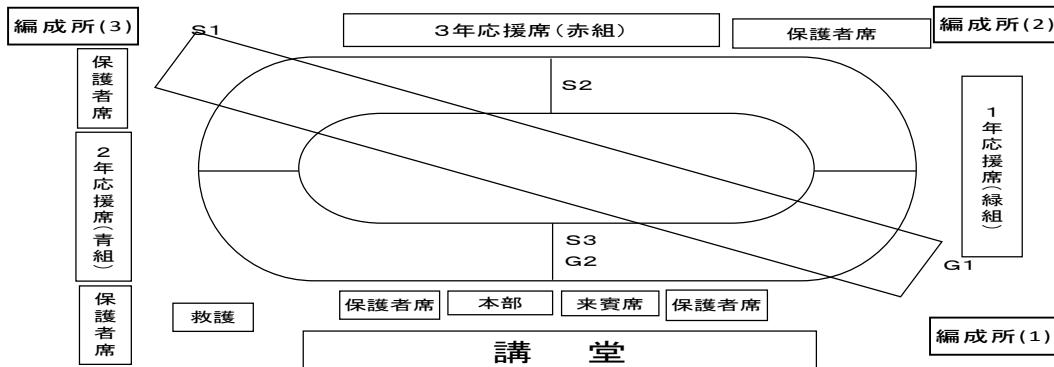 編成所(3)
S1
3年応援席(赤組)
保護者席
編成所(2)
保護者席
S2
1年応援席(緑組)
2年応援席(青組)
S3
G2
G1
保護者席
救護
保護者席
本部
来賓席
保護者席
編成所(1)
講 堂